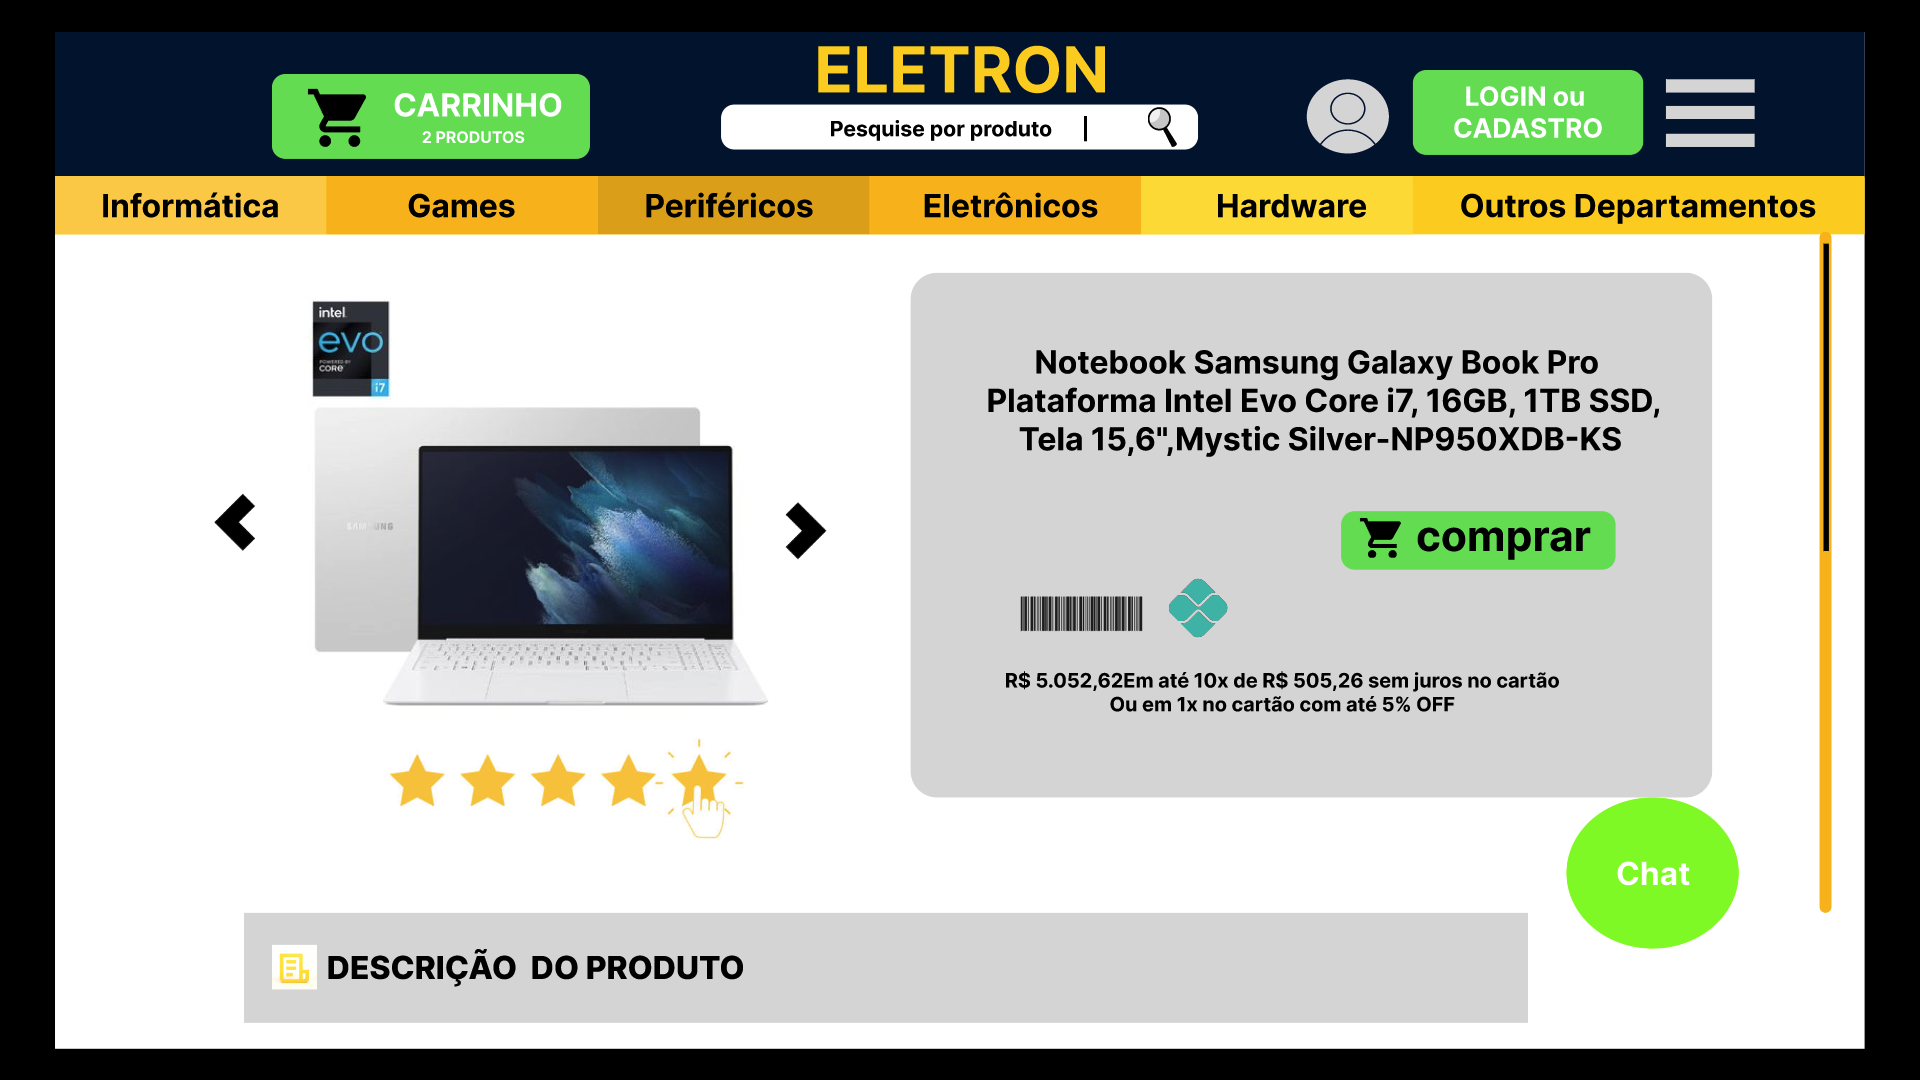 ELETRON
CARRINHO
2 PRODUTOS
Pesquise por produto
LOGIN ou
CADASTRO
Informática
Games
Periféricos
Eletrônicos
Hardware
Outros Departamentos
intel
evo
POWERED BY
CORE
i7
SAMSUNG
Notebook Samsung Galaxy Book Pro
Plataforma Intel Evo Core i7, 16GB, 1TB SSD,
Tela 15,6",Mystic Silver-NP950XDB-KS
comprar
R$ 5.052,62Em até 10x de R$ 505,26 sem juros no cartão
Ou em 1x no cartão com até 5% OFF
Chat
DESCRIÇÃO DO PRODUTO